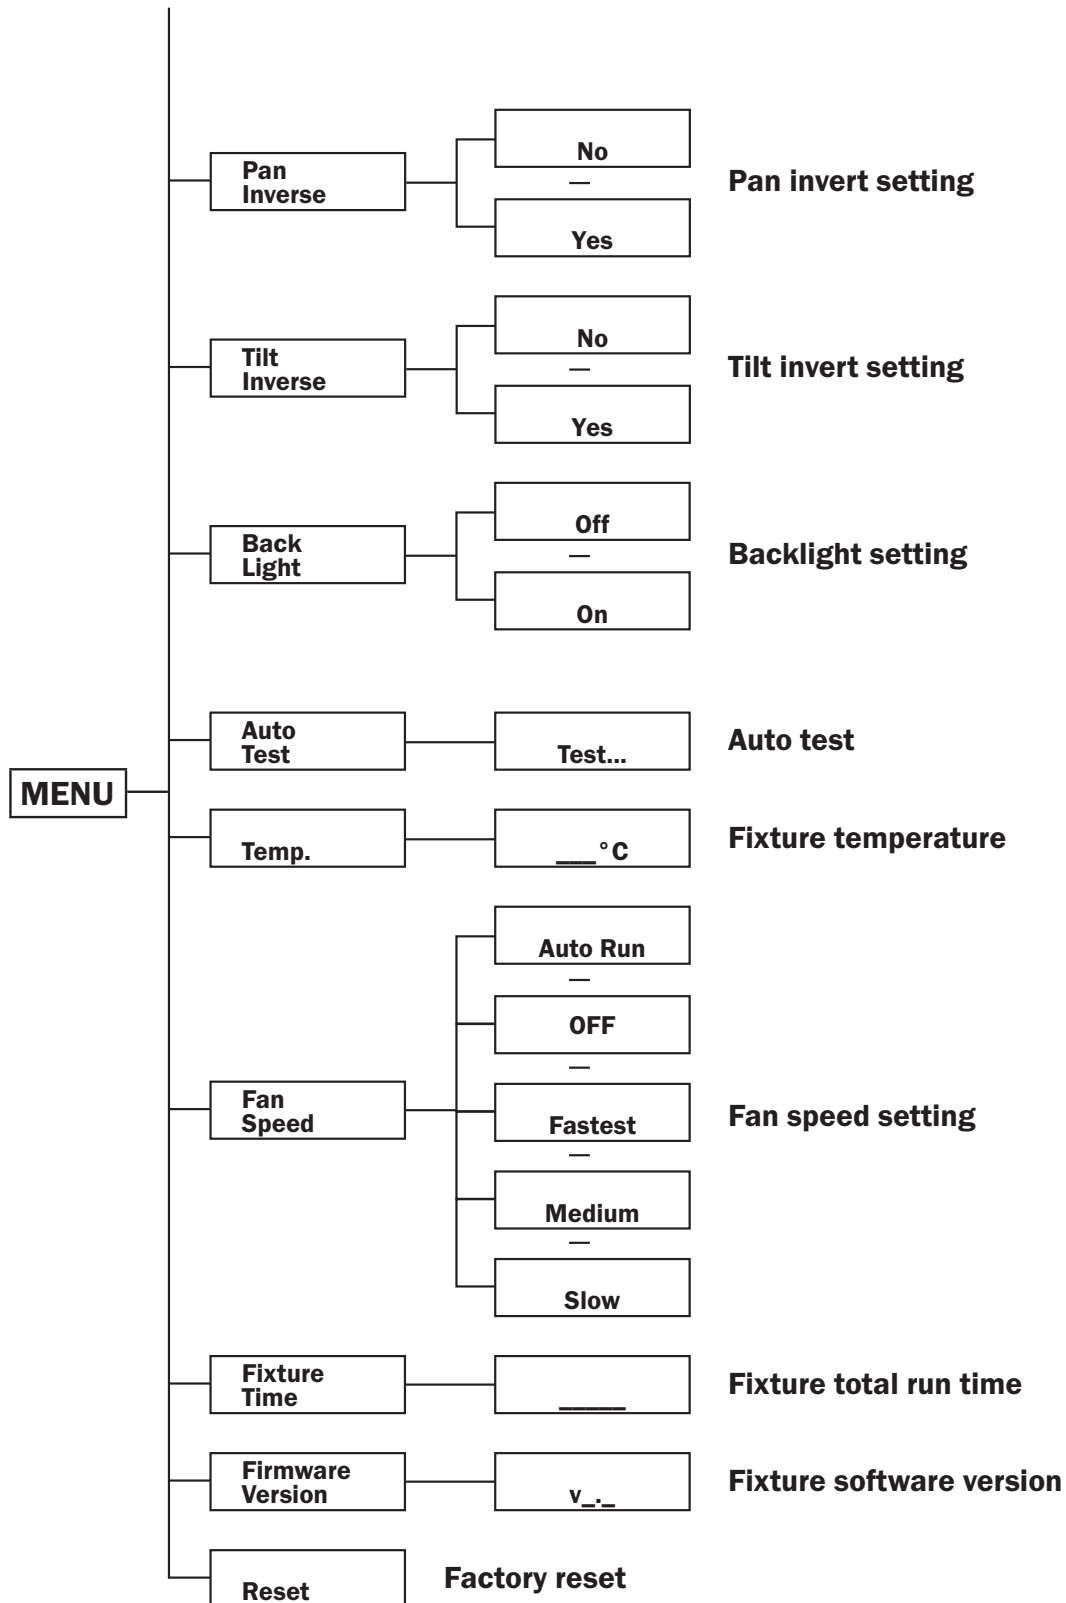 No
Pan
Inverse
—
Pan invert setting
Yes
No
Tilt
Inverse
—
Tilt invert setting
Yes
Off
Back
Light
—
Backlight setting
On
Auto
Test
Test...
Auto test
MENU
Temp.
___°C
Fixture temperature
Auto Run
—
OFF
—
Fan
Speed
Fastest
Fan speed setting
—
Medium
—
Slow
Fixture
Time
_____
Fixture total run time
Firmware
Version
v_._
Fixture software version
Reset
Factory reset